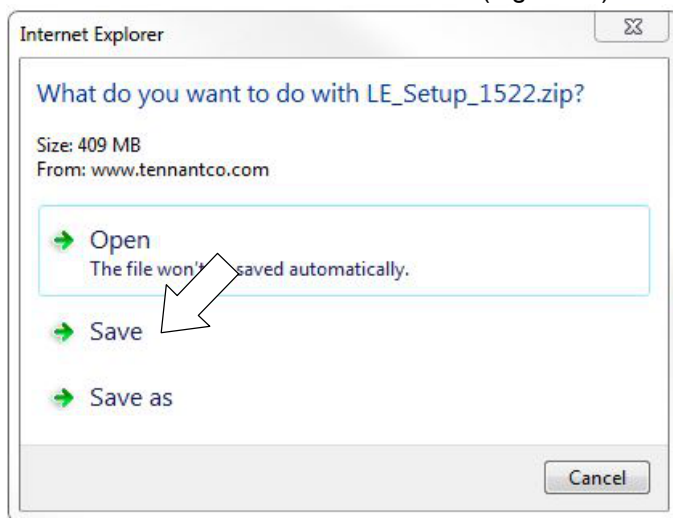 Internet Explorer
What do you want to do with LE_Setup_1522.zip?
Size: 409 MB
From: www.tennantco.com
Open
The file won't saved automatically.
Save
Save as
Cancel